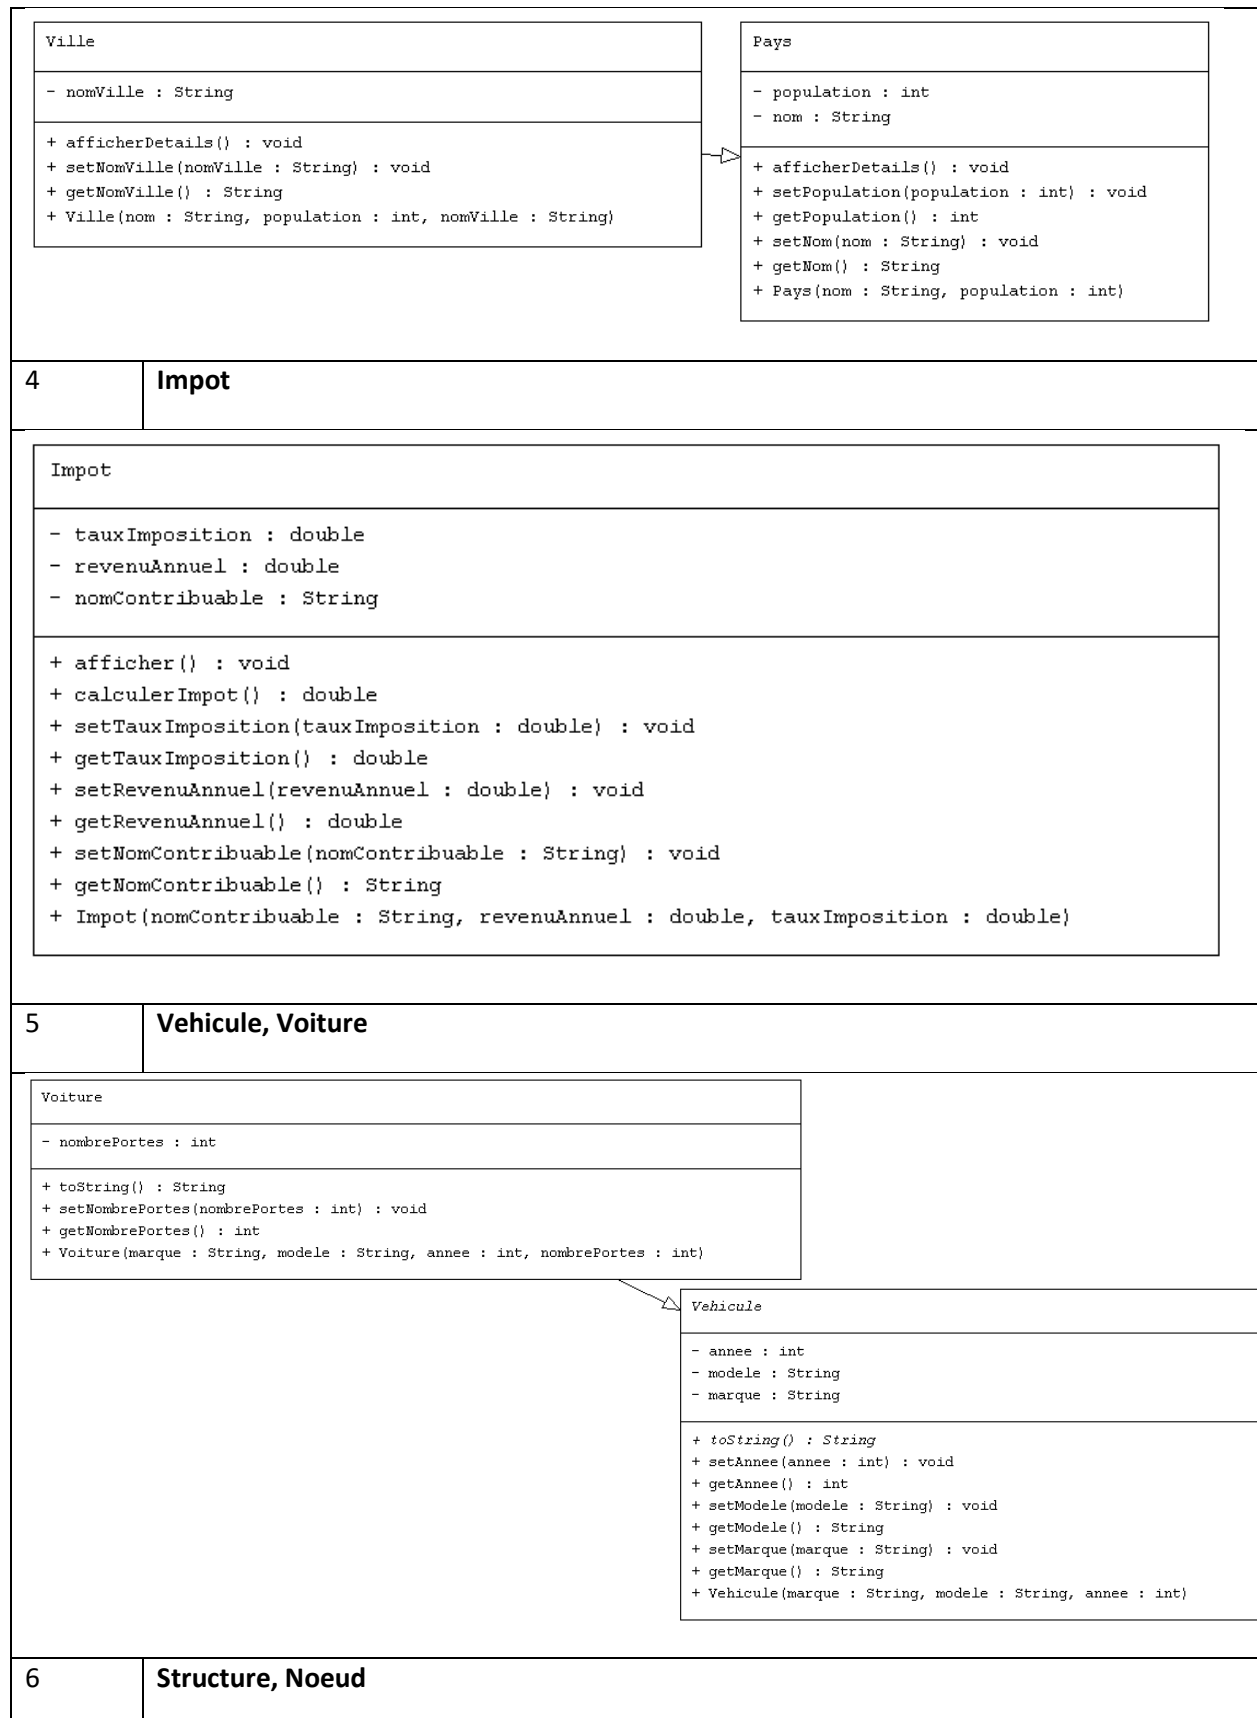 Ville
- nomVille : String
+ afficherDetails() : void
+ setNomVille(nomVille : String) : void
+ getNomVille() : String
+ Ville(nom : String, population : int, nomVille : String)
Pays
- population : int
- nom : String
+ afficherDetails() : void
+ setPopulation(population : int) : void
+ getPopulation() : int
+ setNom(nom : String) : void
+ getNom() : String
+ Pays(nom : String, population : int)
4 Impot
Impot
- tauxImposition : double
- revenuAnnuel : double
- nomContribuable : String
+ afficher() : void
+ calculerImpot() : double
+ setTauxImposition(tauxImposition : double) : void
+ getTauxImposition() : double
+ setRevenuAnnuel(revenuAnnuel : double) : void
+ getRevenuAnnuel() : double
+ setNomContribuable(nomContribuable : String) : void
+ getNomContribuable() : String
+ Impot(nomContribuable : String, revenuAnnuel : double, tauxImposition : double)
5 Vehicule, Voiture
Voiture
- nombrePortes : int
+ toString() : String
+ setNombrePortes(nombrePortes : int) : void
+ getNombrePortes() : int
+ Voiture(marque : String, modele : String, annee : int, nombrePortes : int)
Vehicule
- annee : int
- modele : String
- marque : String
+ toString() : String
+ setAnnee(annee : int) : void
+ getAnnee() : int
+ setModele(modele : String) : void
+ getModele() : String
+ setMarque(marque : String) : void
+ getMarque() : String
+ Vehicule(marque : String, modele : String, annee : int)
6 Structure, Noeud